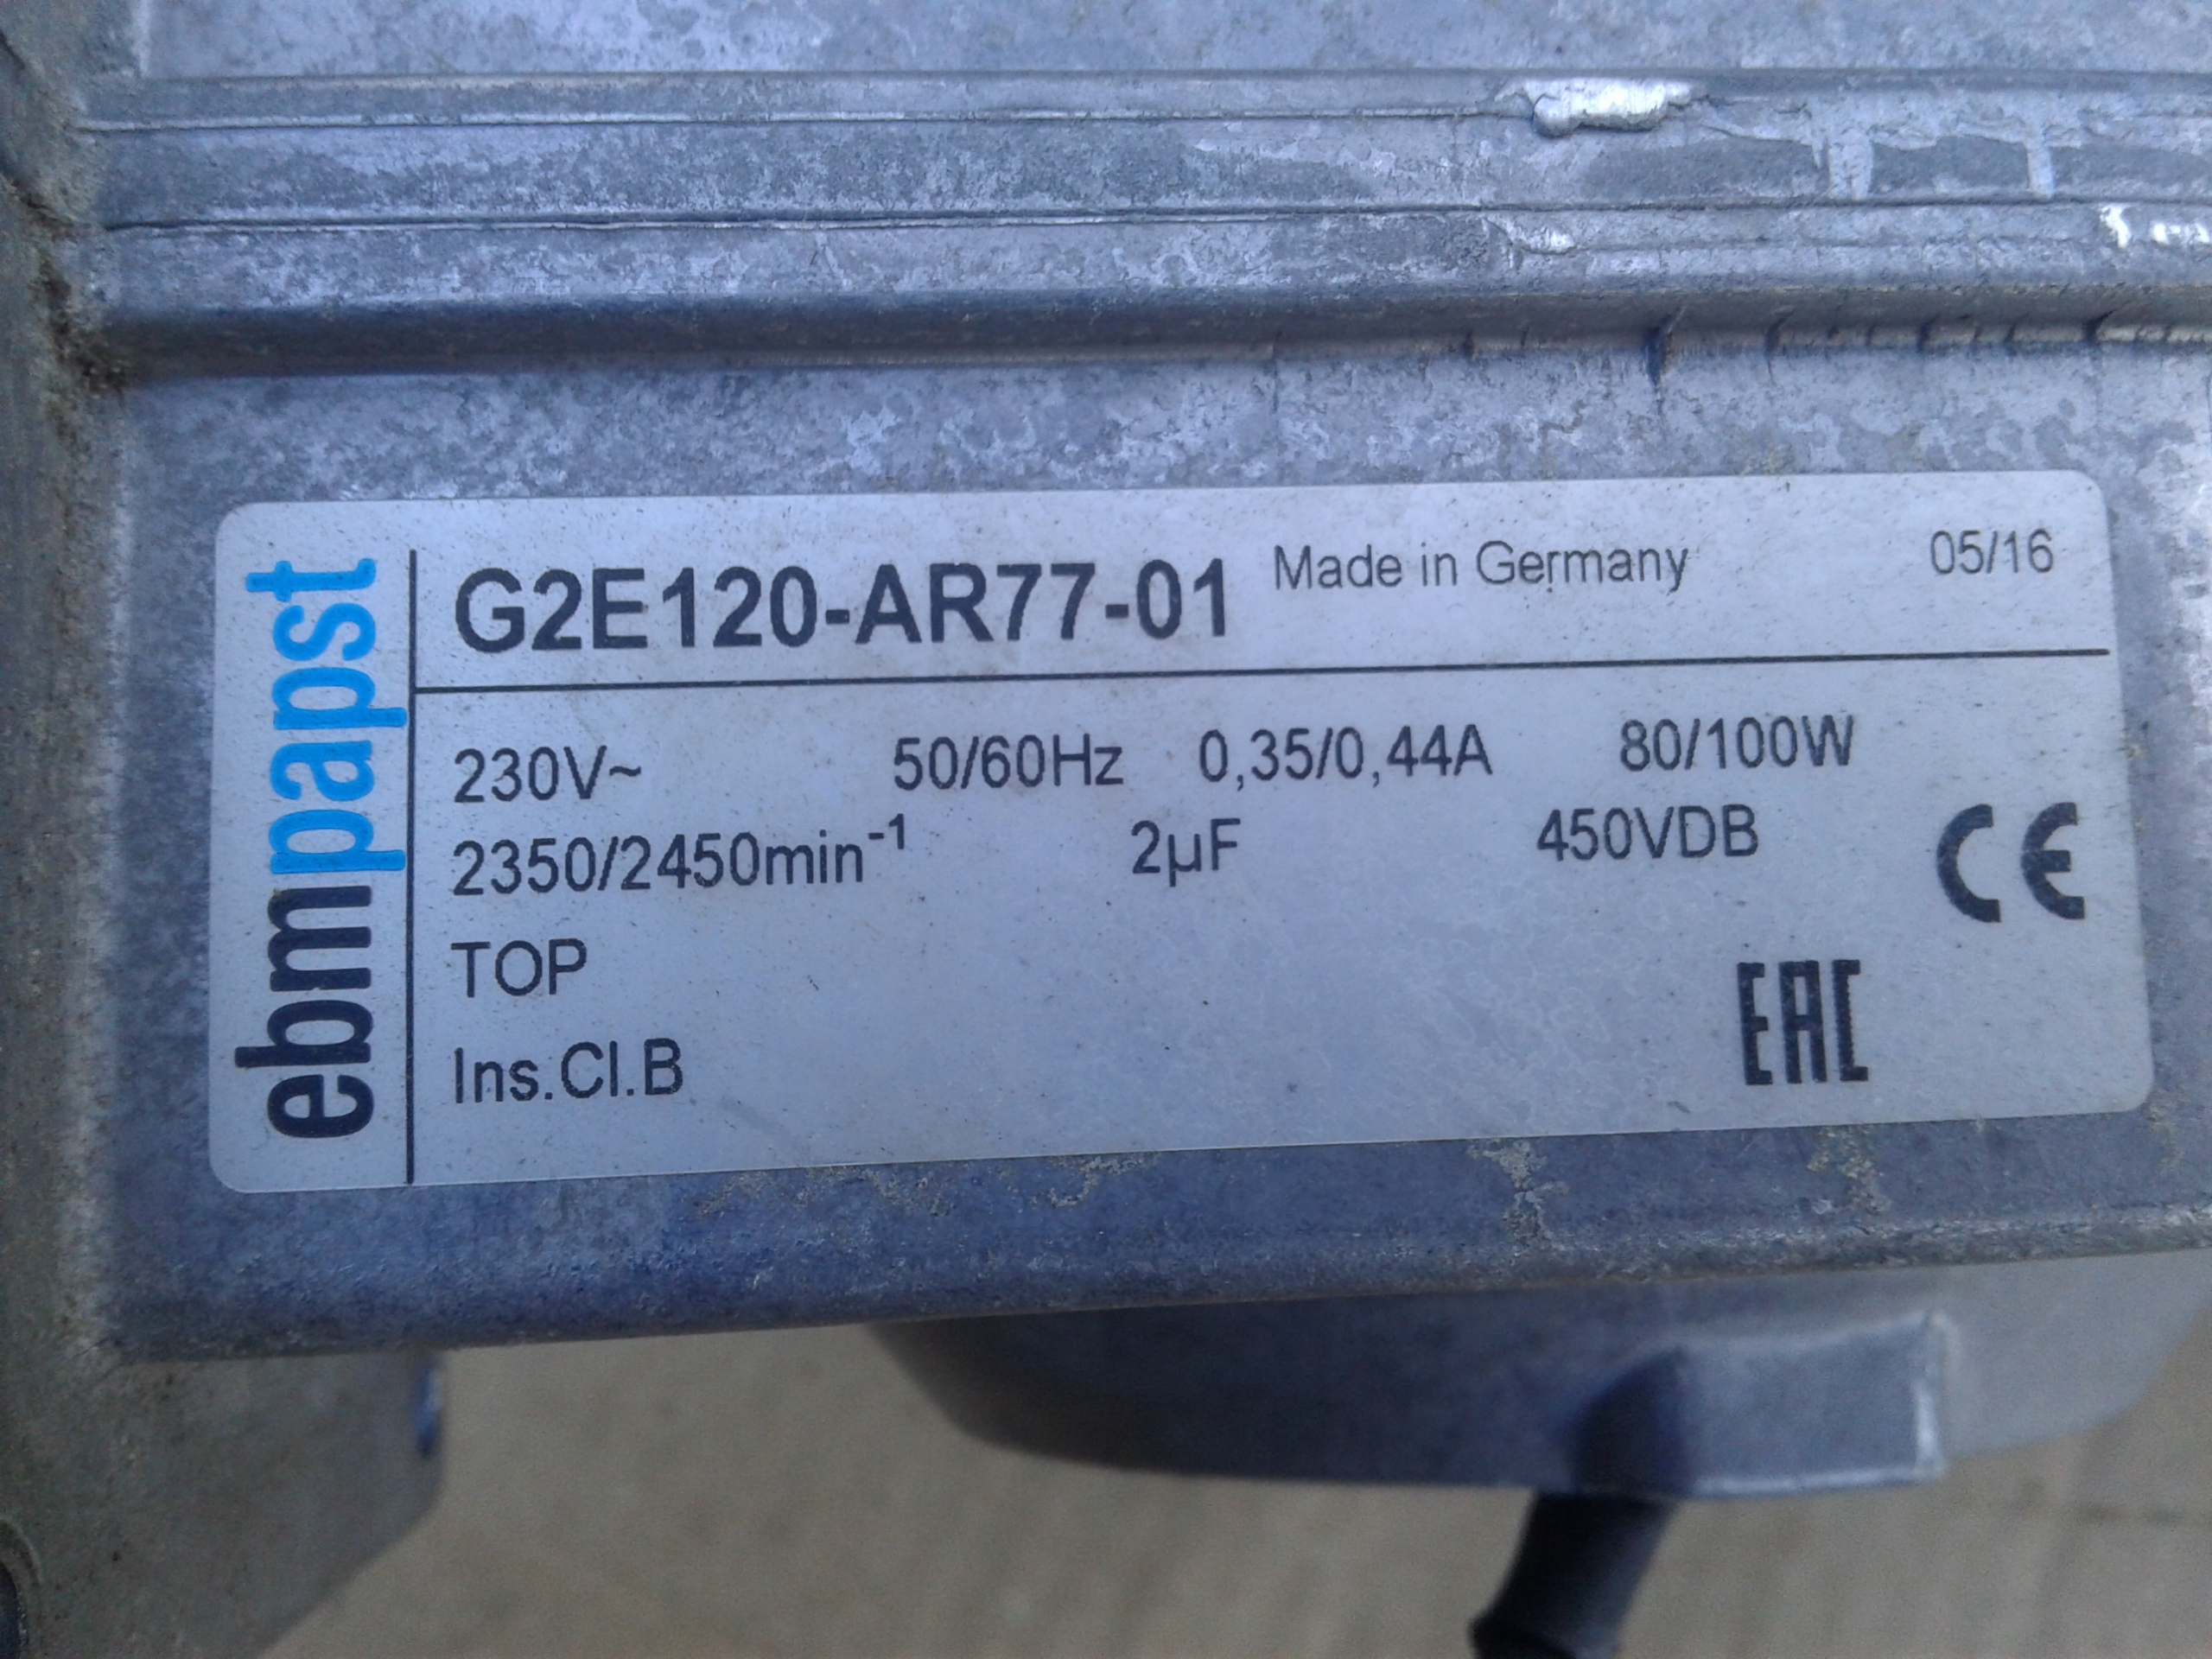 ebmpapst
G2E120-AR77-01 Made in Germany 05/16
230V~ 50/60Hz 0,35/0,44A 80/100W
2350/2450min⁻¹ 2µF 450VDB
CE
TOP
EAC
Ins.Cl.B